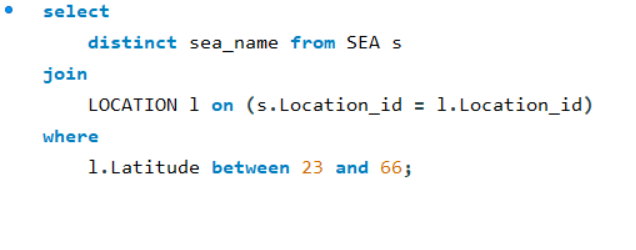 select
distinct sea_name from SEA s
join
LOCATION l on (s.Location_id = l.Location_id)
where
l.Latitude between 23 and 66;